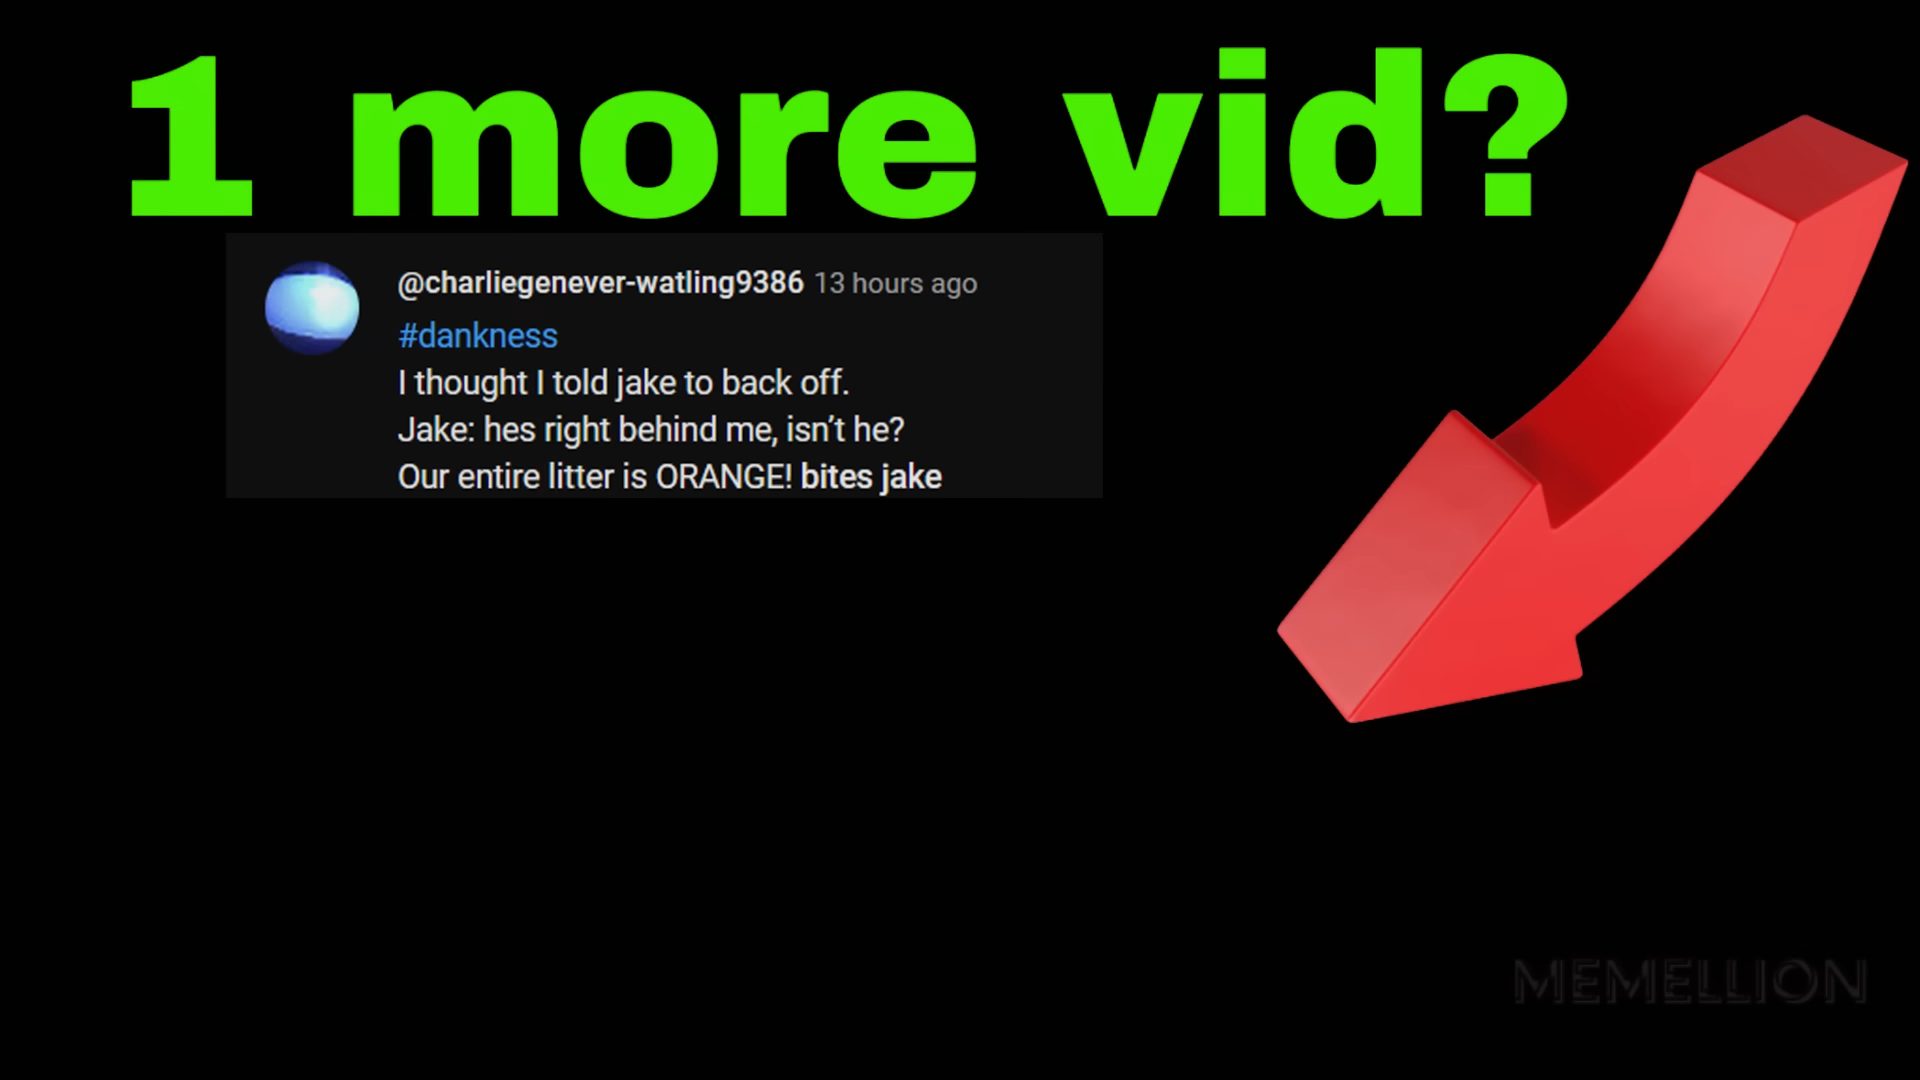 1 more vid?
@charliegenever-watling9386 13 hours ago
#dankness
I thought I told jake to back off.
Jake: hes right behind me, isn’t he?
Our entire litter is ORANGE! bites jake
MEMELLION